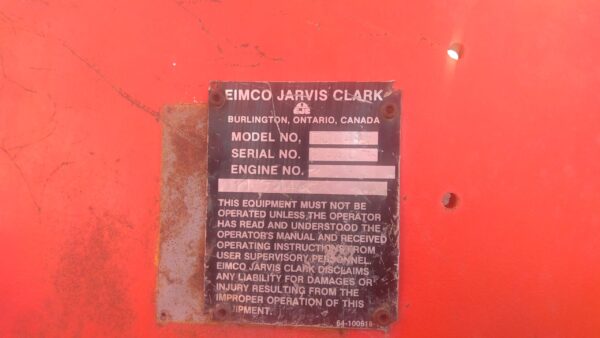 EIMCO JARVIS CLARK
BURLINGTON, ONTARIO, CANADA
MODEL NO,
SERIAL NO.
ENGINE NO.
THIS EQUIPMENT MUST NOT BE
OPERATED UNLESS THE OPERATOR
HAS READ AND UNDERSTOOD THE
OPERATOR'S MANUAL AND RECEIVED
OPERATING INSTRUCTIONS FROM
USER SUPERVISORY PERSONNEL.
EIMCO JARVIS CLARK DISCLAIMS
ANY LIABILITY FOR DAMAGES OR
INJURY RESULTING FROM THE
IMPROPER OPERATION OF THIS
IPMENT.